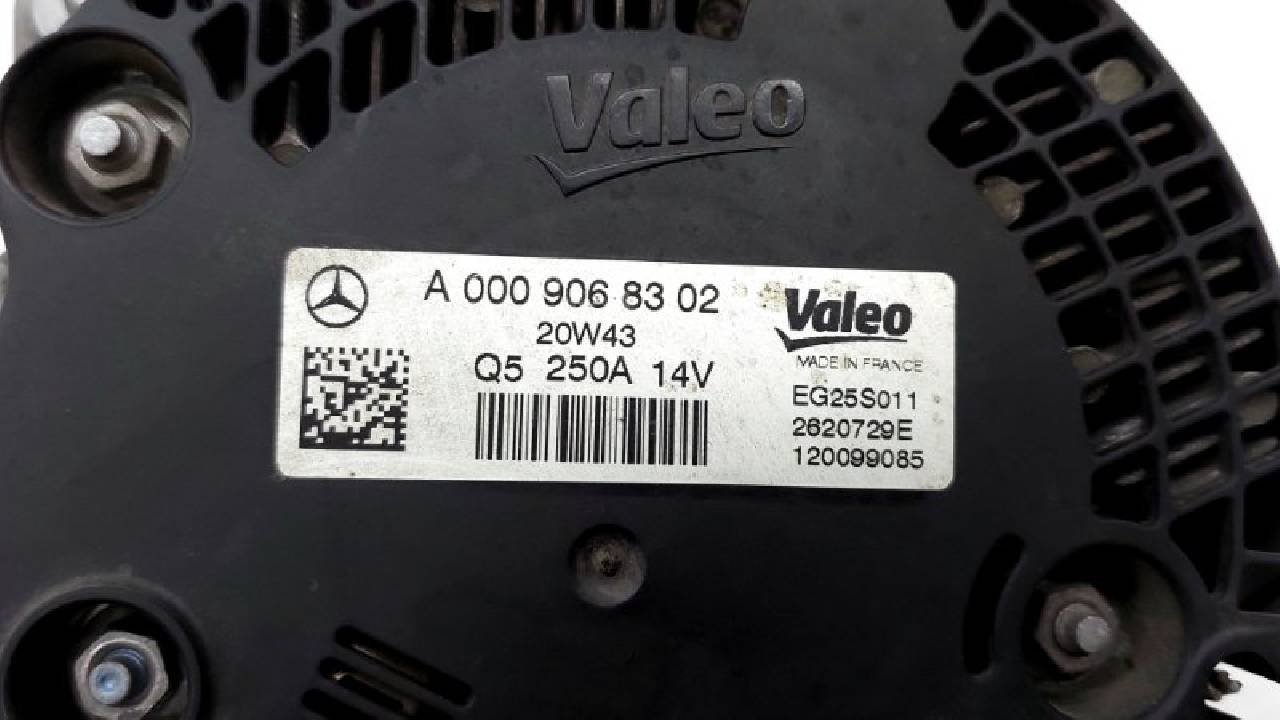 Valeo
A 000 906 83 02
20W43
Q5 250A 14V
Valeo
MADE IN FRANCE
EG25S011
2620729E
120099085